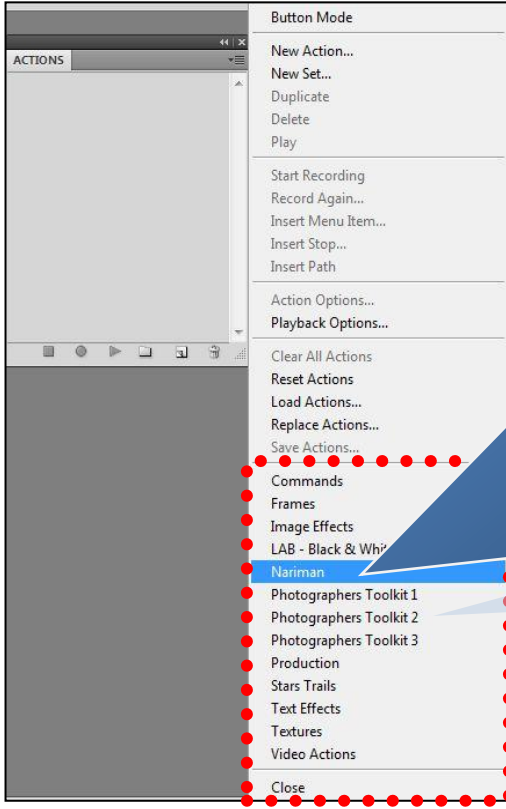 ACTIONS
Button Mode
New Action...
New Set...
Duplicate
Delete
Play
Start Recording
Record Again...
Insert Menu Item...
Insert Stop...
Insert Path
Action Options...
Playback Options...
Clear All Actions
Reset Actions
Load Actions...
Replace Actions...
Save Actions...
Commands
Frames
Image Effects
LAB - Black & Whit
Nariman
Photographers Toolkit 1
Photographers Toolkit 2
Photographers Toolkit 3
Production
Stars Trails
Text Effects
Textures
Video Actions
Close